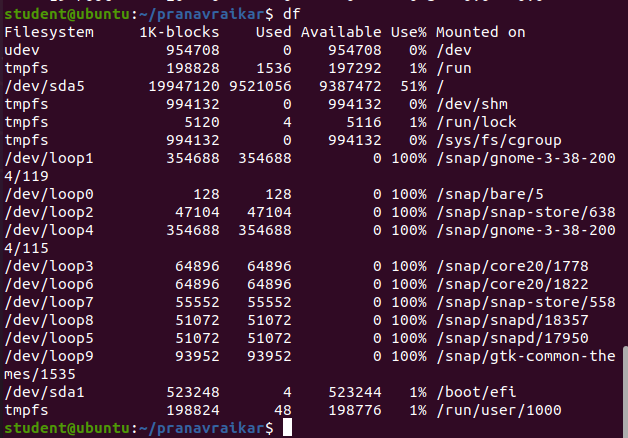 student@ubuntu:~/pranavraikar$ df
Filesystem     1K-blocks    Used Available Use% Mounted on
udev              954708       0    954708   0% /dev
tmpfs             198828    1536    197292   1% /run
/dev/sda5       19947120 9521056   9387472  51% /
tmpfs             994132       0    994132   0% /dev/shm
tmpfs               5120       4      5116   1% /run/lock
tmpfs             994132       0    994132   0% /sys/fs/cgroup
/dev/loop1        354688  354688         0 100% /snap/gnome-3-38-200
4/119
/dev/loop0           128     128         0 100% /snap/bare/5
/dev/loop2         47104   47104         0 100% /snap/snap-store/638
/dev/loop4        354688  354688         0 100% /snap/gnome-3-38-200
4/115
/dev/loop3         64896   64896         0 100% /snap/core20/1778
/dev/loop6         64896   64896         0 100% /snap/core20/1822
/dev/loop7         55552   55552         0 100% /snap/snap-store/558
/dev/loop8         51072   51072         0 100% /snap/snapd/18357
/dev/loop5         51072   51072         0 100% /snap/snapd/17950
/dev/loop9         93952   93952         0 100% /snap/gtk-common-the
mes/1535
/dev/sda1         523248       4    523244   1% /boot/efi
tmpfs             198824      48    198776   1% /run/user/1000
student@ubuntu:~/pranavraikar$